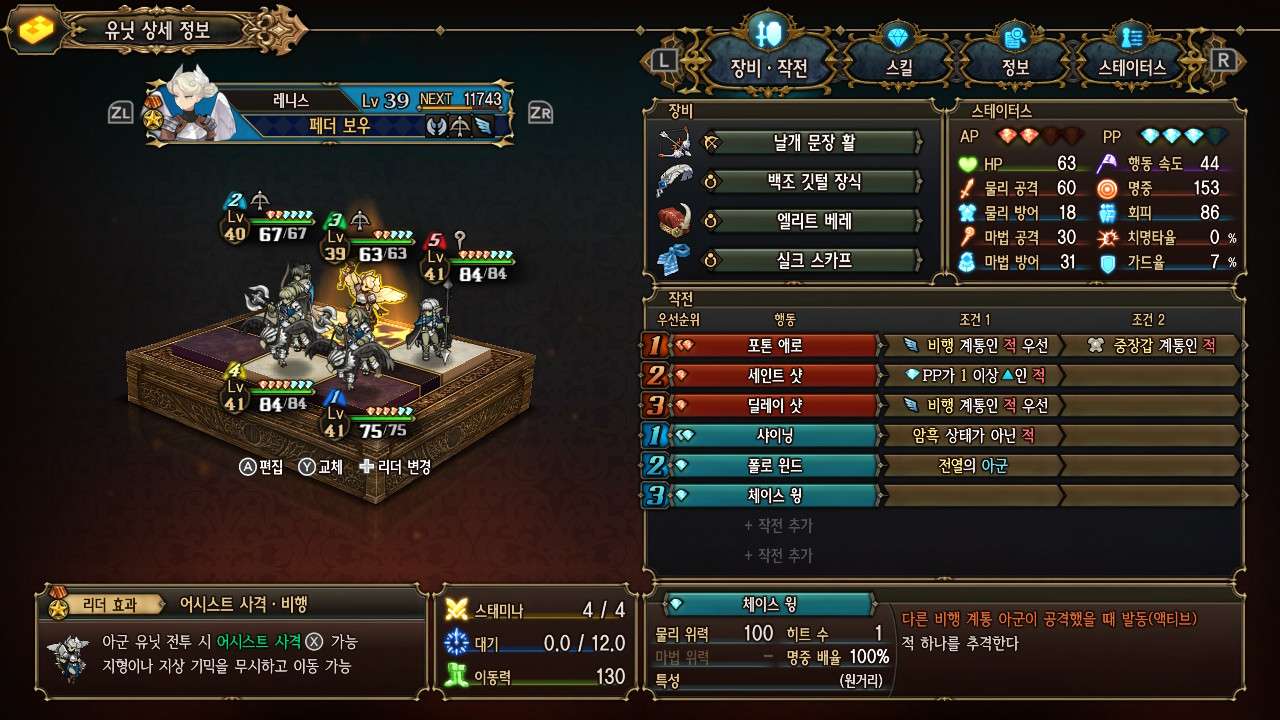 유닛 상세 정보
L
장비·작전
스킬
정보
스테이터스
R
ZL
레니스 Lv 39 NEXT 11743
페더 보우
ZR
2
Lv
40
67/67
3
Lv
39
63/63
5
Lv
41
84/84
4
Lv
41
84/84
1
Lv
41
75/75
Ⓐ편집 Ⓨ교체 리더 변경
장비
날개 문장 활
백조 깃털 장식
엘리트 베레
실크 스카프
스테이터스
AP PP
HP 63 행동 속도 44
물리 공격 60 명중 153
물리 방어 18 회피 86
마법 공격 30 치명타율 0 %
마법 방어 31 가드율 7 %
작전
우선순위 행동 조건 1 조건 2
1 포톤 애로 비행 계통인 적 우선 중장갑 계통인 적
2 세인트 샷 PP가 1 이상▲인 적
3 딜레이 샷 비행 계통인 적 우선
1 샤이닝 암흑 상태가 아닌 적
2 폴로 윈드 전열의 아군
3 체이스 윙
+ 작전 추가
+ 작전 추가
리더 효과 어시스트 사격·비행
아군 유닛 전투 시 어시스트 사격Ⓧ 가능
지형이나 지상 기믹을 무시하고 이동 가능
스태미나 4 / 4
대기 0.0 / 12.0
이동력 130
체이스 윙
물리 위력 100 히트 수 1
마법 위력 - 명중 배율 100%
특성 (원거리)
다른 비행 계통 아군이 공격했을 때 발동(액티브)
적 하나를 추격한다